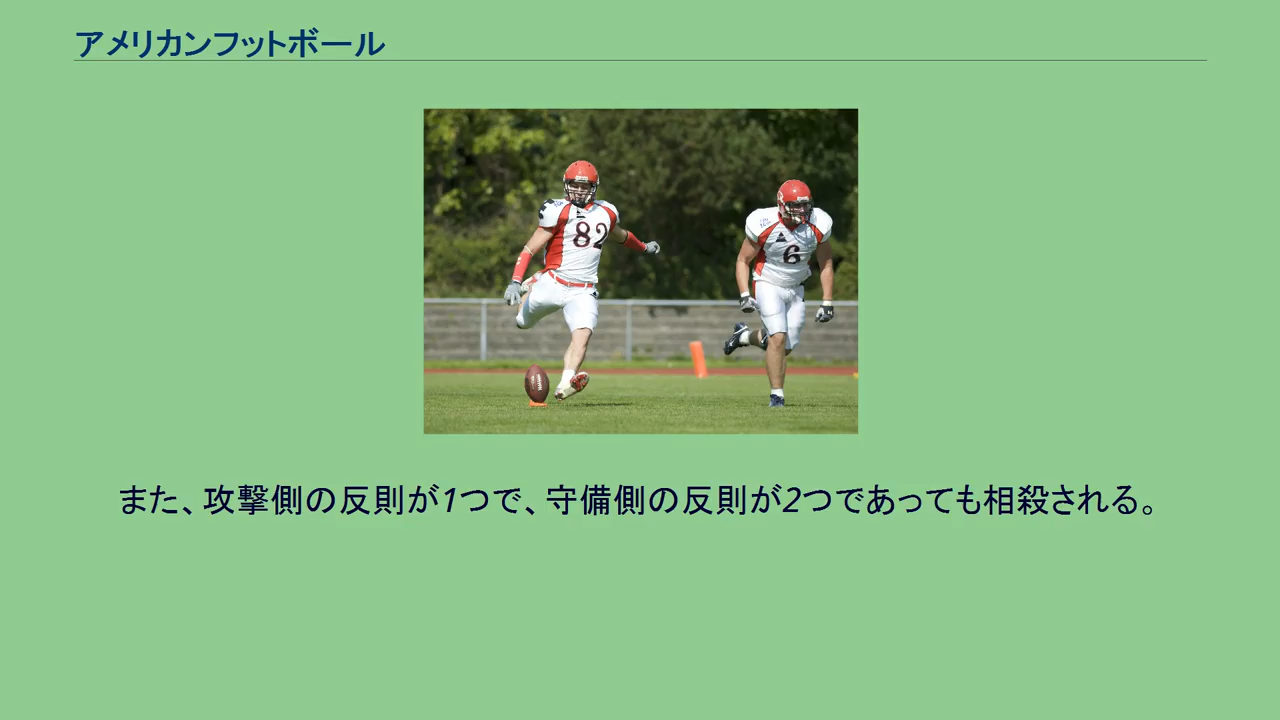 アメリカンフットボール
82
6
また、攻撃側の反則が1つで、守備側の反則が2つであっても相殺される。